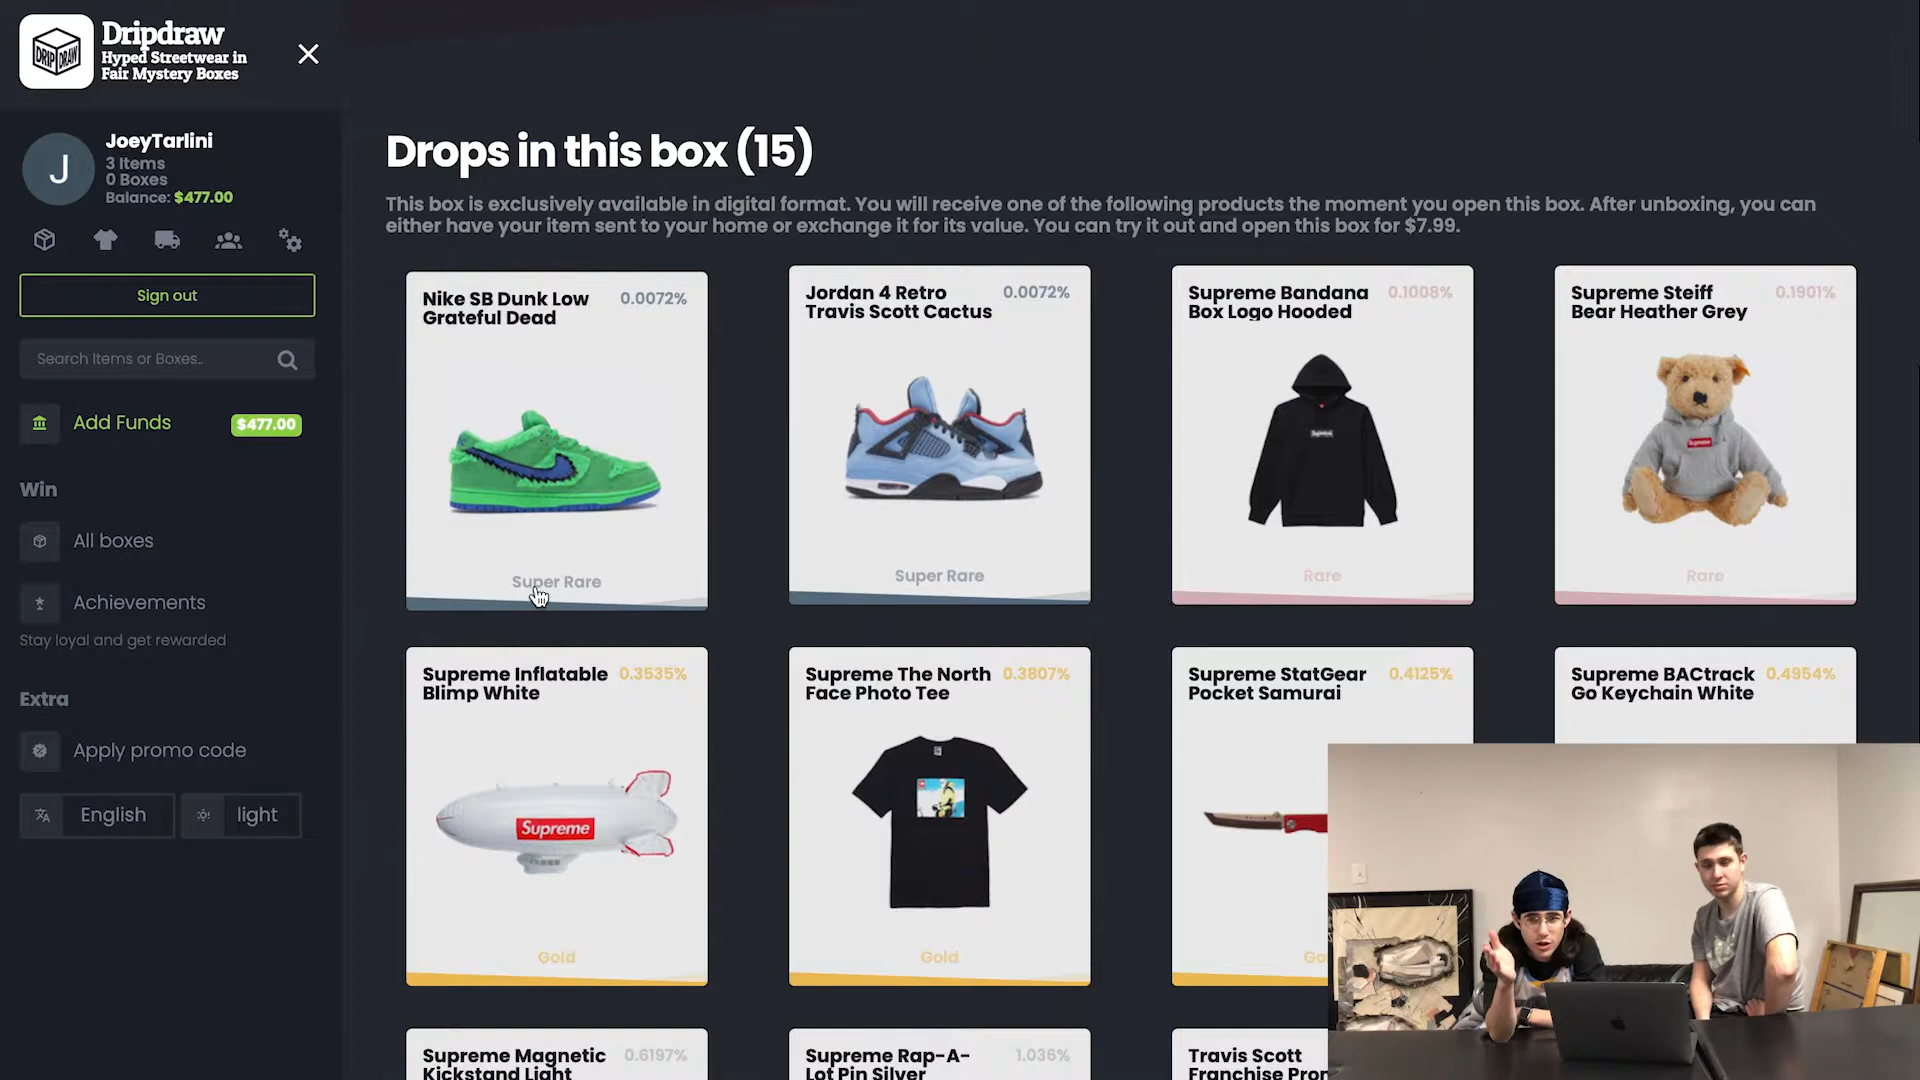 DRIP DRAW
Dripdraw
Hyped Streetwear in
Fair Mystery Boxes
J
JoeyTarlini
3 Items
0 Boxes
Balance: $477.00
Sign out
Search Items or Boxes..
Add Funds
$477.00
Win
All boxes
Achievements
Stay loyal and get rewarded
Extra
Apply promo code
English
light
Drops in this box (15)
This box is exclusively available in digital format. You will receive one of the following products the moment you open this box. After unboxing, you can
either have your item sent to your home or exchange it for its value. You can try it out and open this box for $7.99.
Nike SB Dunk Low
Grateful Dead
0.0072%
Super Rare
Jordan 4 Retro
Travis Scott Cactus
0.0072%
Super Rare
Supreme Bandana
Box Logo Hooded
0.1008%
Supreme
Rare
Supreme Steiff
Bear Heather Grey
0.1901%
Supreme
Rare
Supreme Inflatable
Blimp White
0.3535%
Supreme
Gold
Supreme The North
Face Photo Tee
0.3807%
Gold
Supreme StatGear
Pocket Samurai
0.4125%
Go
Supreme BACtrack
Go Keychain White
0.4954%
Supreme Magnetic
Kickstand Light
0.6197%
Supreme Rap-A-
Lot Pin Silver
1.036%
Travis Scott
Franchise Pro